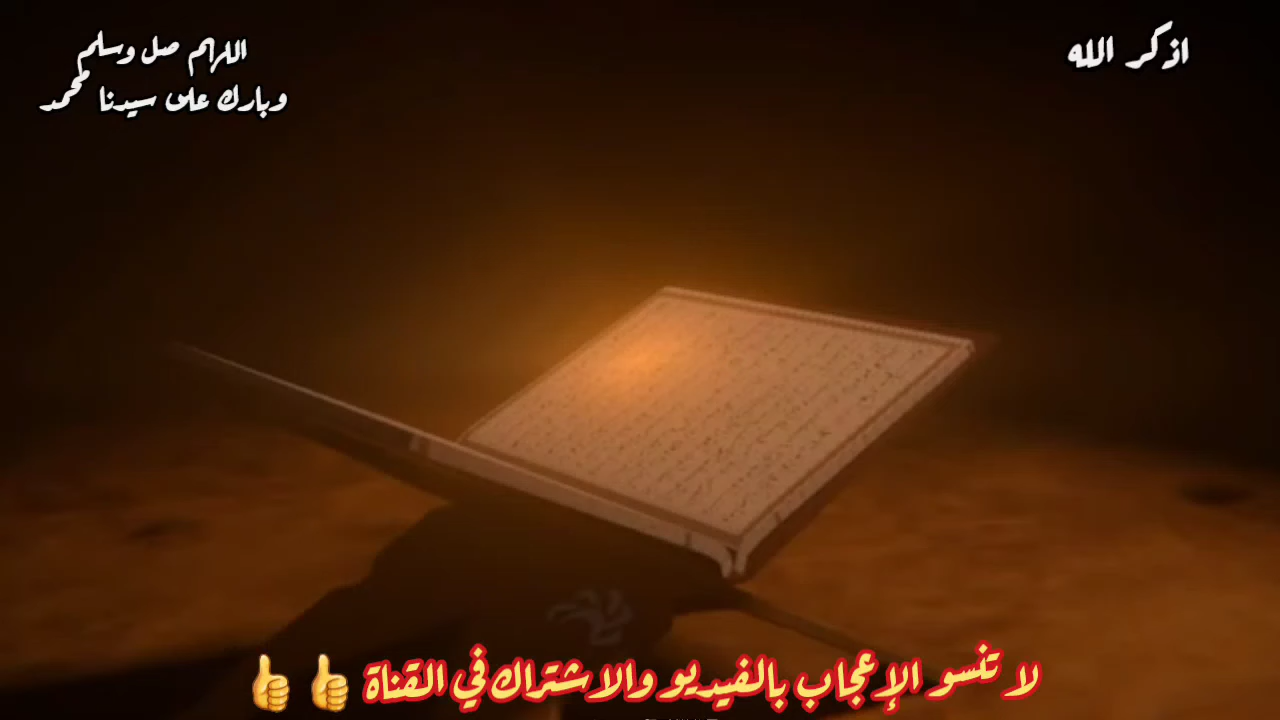 اذكر الله
اللهم صل وسلم
وبارك على سيدنا محمد
لا تنسو الإعجاب بالفيديو والاشتراك في القناة 👍👍